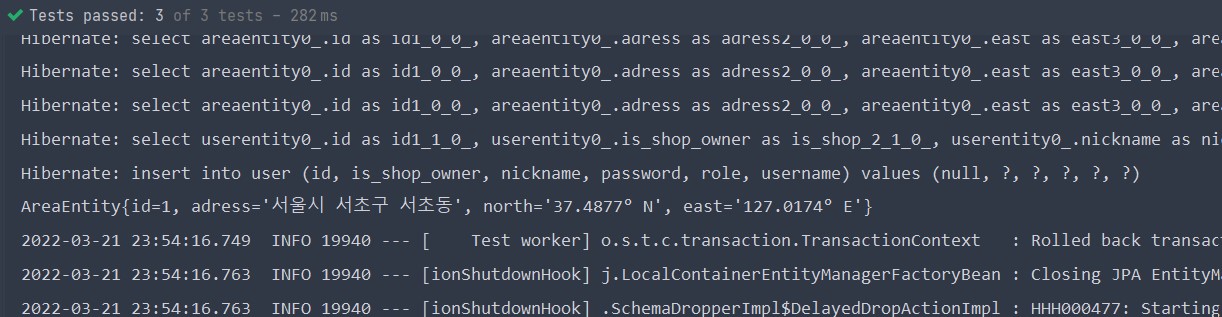 Tests passed: 3 of 3 tests – 282 ms
Hibernate: select areaentity0_.id as id1_0_0_, areaentity0_.adress as adress2_0_0_, areaentity0_.east as east3_0_0_, are
Hibernate: select areaentity0_.id as id1_0_0_, areaentity0_.adress as adress2_0_0_, areaentity0_.east as east3_0_0_, are
Hibernate: select areaentity0_.id as id1_0_0_, areaentity0_.adress as adress2_0_0_, areaentity0_.east as east3_0_0_, are
Hibernate: select userentity0_.id as id1_1_0_, userentity0_.is_shop_owner as is_shop_2_1_0_, userentity0_.nickname as ni
Hibernate: insert into user (id, is_shop_owner, nickname, password, role, username) values (null, ?, ?, ?, ?, ?)
AreaEntity{id=1, adress='서울시 서초구 서초동', north='37.4877° N', east='127.0174° E'}
2022-03-21 23:54:16.749  INFO 19940 --- [    Test worker] o.s.t.c.transaction.TransactionContext   : Rolled back transac
2022-03-21 23:54:16.763  INFO 19940 --- [ionShutdownHook] j.LocalContainerEntityManagerFactoryBean : Closing JPA EntityM
2022-03-21 23:54:16.763  INFO 19940 --- [ionShutdownHook] .SchemaDropperImpl$DelayedDropActionImpl : HHH000477: Starting